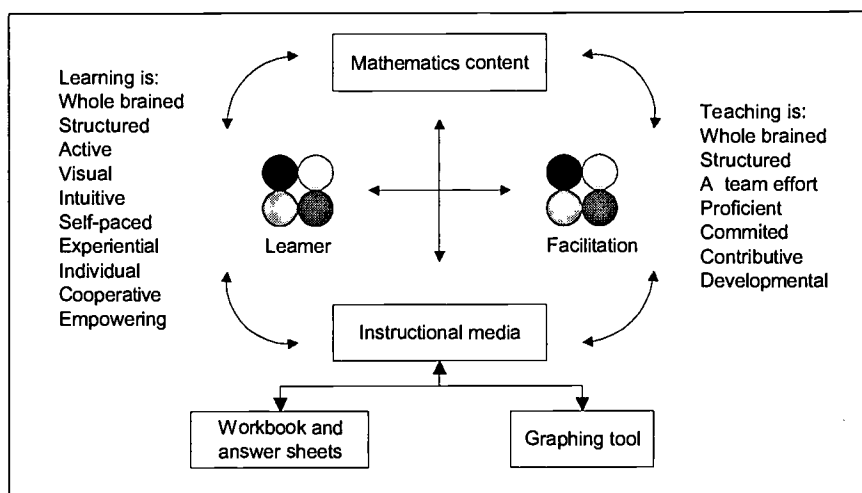 Mathematics content
Learning is:
Whole brained
Structured
Active
Visual
Intuitive
Self-paced
Experiential
Individual
Cooperative
Empowering
Learner
Facilitation
Teaching is:
Whole brained
Structured
A team effort
Proficient
Commited
Contributive
Developmental
Instructional media
Workbook and
answer sheets
Graphing tool